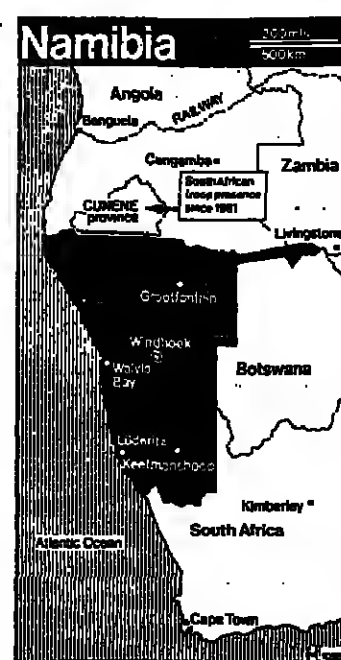 Namibia
200mls
500km
Angola
RAILWAY
Benguela
Cangamba
Zambia
South African
troop presence
since 1981
CUNENE
province
Livingstone
Grootfontein
Windhoek
Walvis
Bay
Botswana
Lüderitz
Keetmanshoop
Kimberley
South Africa
Atlantic Ocean
Cape Town